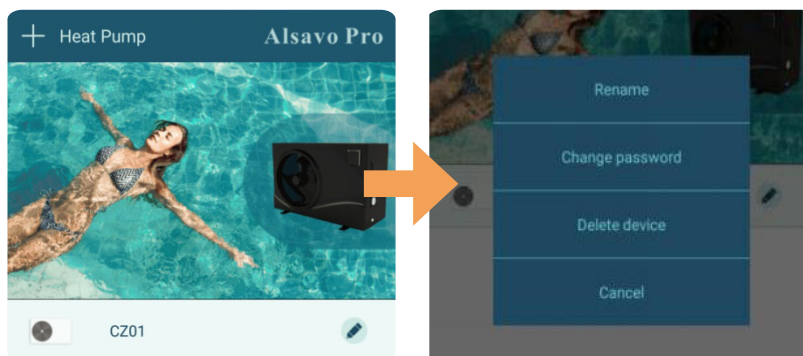 Heat Pump
Alsavo Pro
CZ01
Rename
Change password
Delete device
Cancel